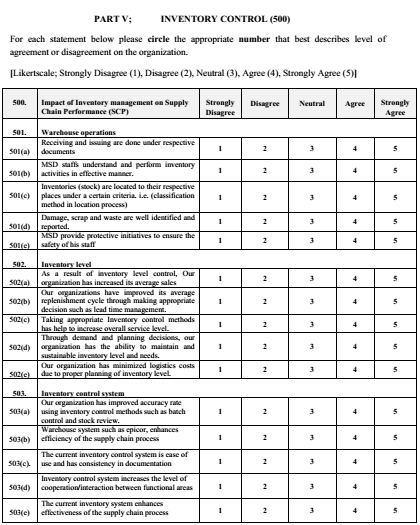 PART V; INVENTORY CONTROL (500)
For each statement below please circle the appropriate number that best describes level of
agreement or disagreement on the organization.
[Likertscale; Strongly Disagree (1), Disagree (2), Neutral (3), Agree (4), Strongly Agree (5)]
500. Impact of Inventory management on Supply Chain Performance (SCP) Strongly Disagree Disagree Neutral Agree Strongly Agree
501. Warehouse operations
501(a) Receiving and issuing are done under respective
documents 1 2 3 4 5
501(b) MSD staffs understand and perform inventory
activities in effective manner. 1 2 3 4 5
501(c) Inventories (stock) are located to their respective
places under a certain criteria. i.e. (classification
method in location process) 1 2 3 4 5
501(d) Damage, scrap and waste are well identified and
reported. 1 2 3 4 5
501(e) MSD provide protective initiatives to ensure the
safety of his staff 1 2 3 4 5
502. Inventory level
502(a) As a result of inventory level control, Our
organization has increased its average sales 1 2 3 4 5
502(b) Our organizations have improved its average
replenishment cycle through making appropriate
decision such as lead time management. 1 2 3 4 5
502(c) Taking appropriate Inventory control methods
has help to increase overall service level. 1 2 3 4 5
502(d) Through demand and planning decisions, our
organization has the ability to maintain and
sustainable inventory level and needs. 1 2 3 4 5
502(e) Our organization has minimized logistics costs
due to proper planning of inventory level. 1 2 3 4 5
503. Inventory control system
503(a) Our organization has improved accuracy rate
using inventory control methods such as batch
control and stock review. 1 2 3 4 5
503(b) Warehouse system such as epicor, enhances
efficiency of the supply chain process 1 2 3 4 5
503(c). The current inventory control system is ease of
use and has consistency in documentation 1 2 3 4 5
503(d) Inventory control system increases the level of
cooperation/interaction between functional areas 1 2 3 4 5
503(e) The current inventory system enhances
effectiveness of the supply chain process 1 2 3 4 5